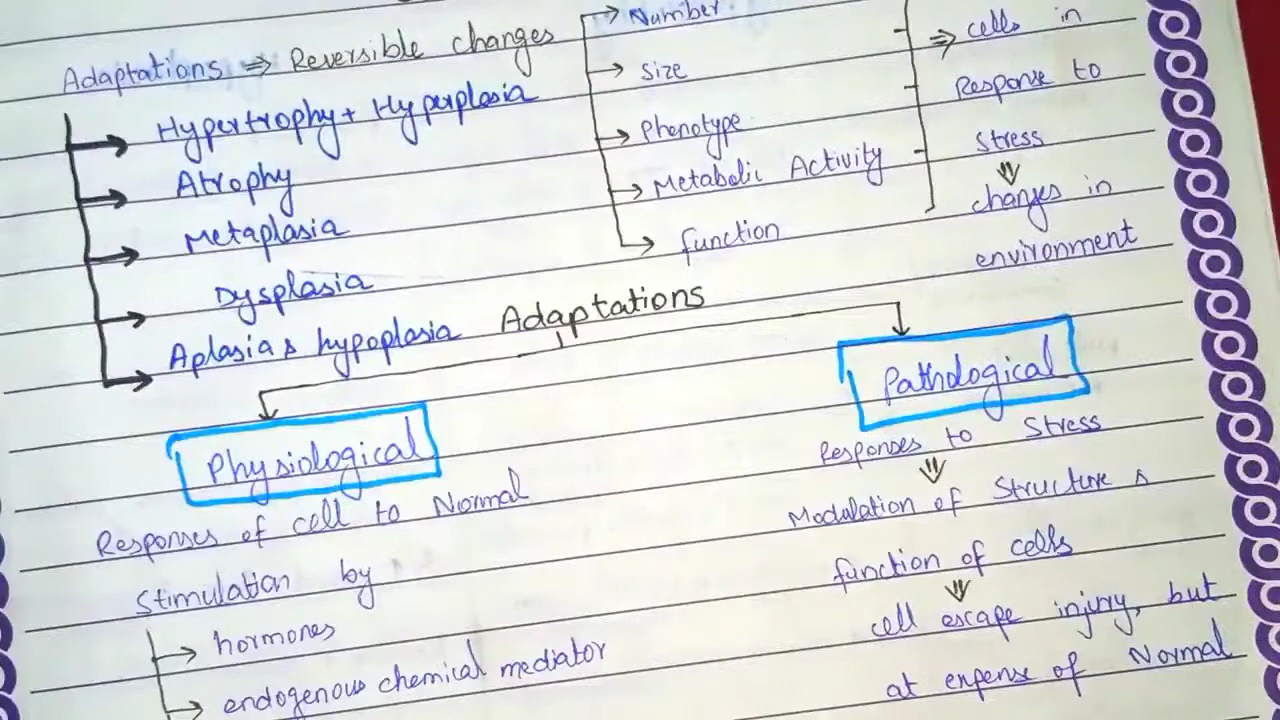 Adaptations ⇒ Reversible changes
→ Number
→ Size
→ Phenotype
→ Metabolic Activity
→ function
⇒ cells in
Response to
Stress
⇓
changes in
environment
→ Hypertrophy + Hyperplasia
→ Atrophy
→ Metaplasia
→ Dysplasia
→ Aplasia & hypoplasia
Adaptations
Physiological
Responses of cell to Normal
Stimulation by
→ hormones
→ endogenous chemical mediator
Pathological
Responses to Stress
⇓
Modulation of Structure &
function of cells
⇓
cell escape injury, but
at expense of Normal